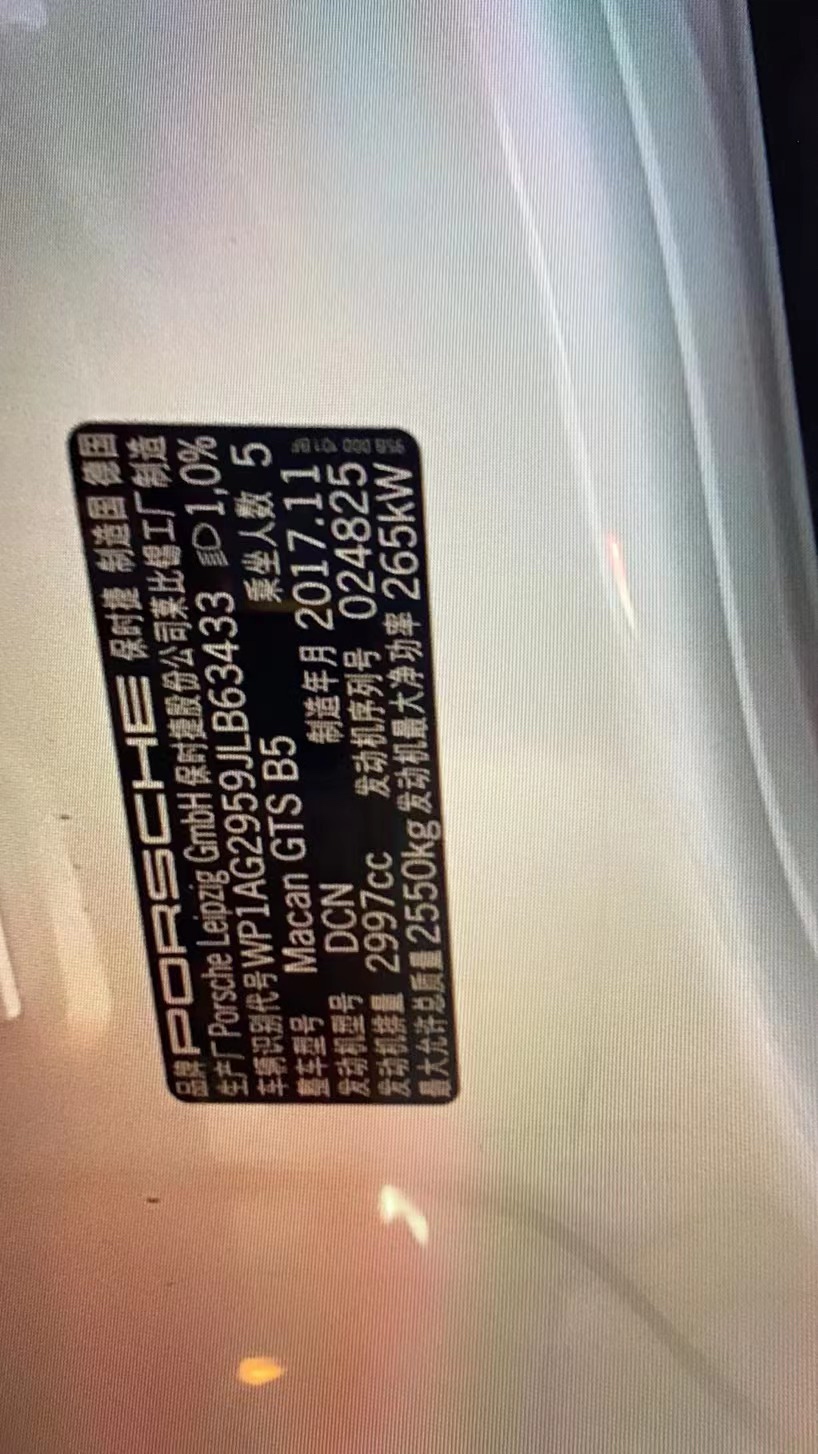 品牌 PORSCHE 保时捷 制造国 德国
生产厂 Porsche Leipzig GmbH 保时捷股份公司莱比锡工厂 制造
车辆识别代号 WP1AG2959JLB63433 1,0%
整车型号 Macan GTS B5 乘坐人数 5
发动机型号 DCN 制造年月 2017.11
发动机排量 2997cc 发动机序列号 024825
最大允许总质量 2550kg 发动机最大净功率 265kW